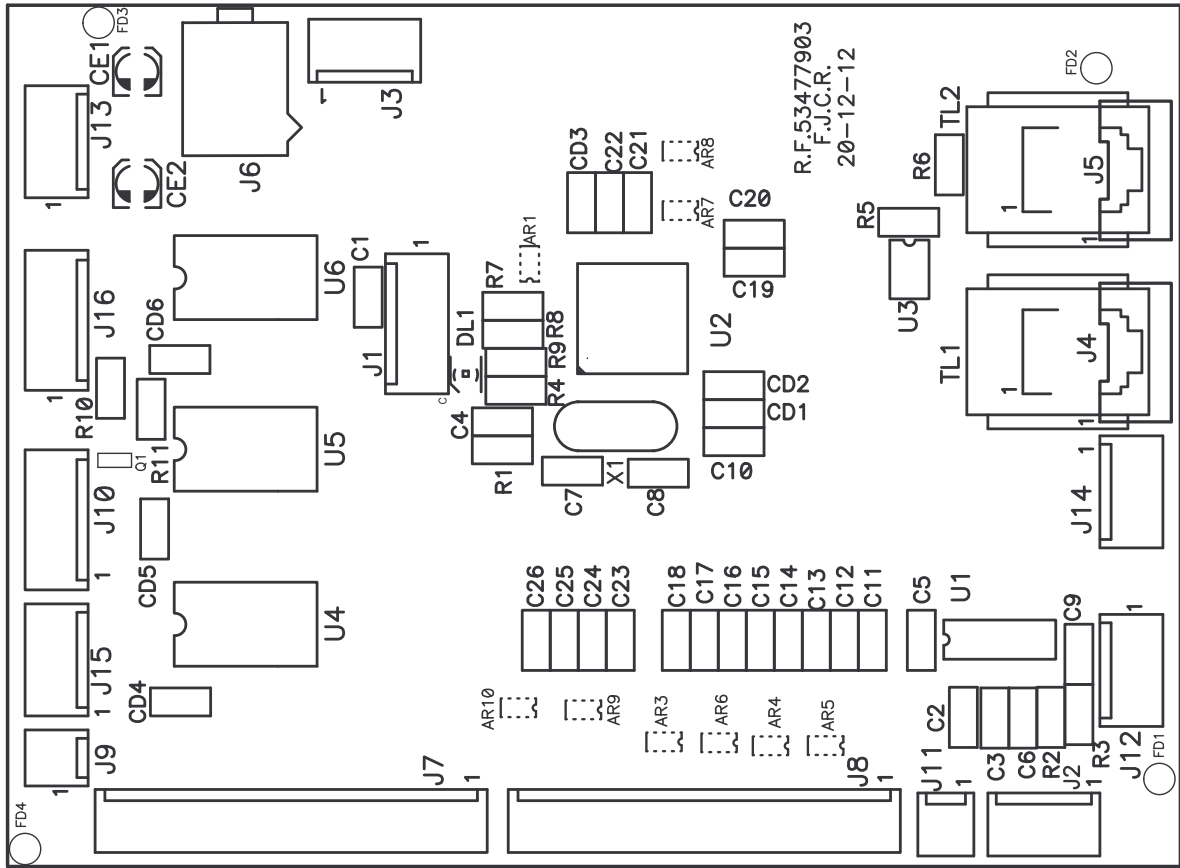 FD3
CE1
J13
1
CE2
J6
1
J3
R.F.53477903
F.J.C.R.
20-12-12
FD2
TL2
R6
J5
1
1
R5
U3
CD3
C22
C21
AR8
AR7
C20
C19
AR1
C1
1
J1
R7
DL1
R8
R9
R4
C
C4
R1
U2
CD2
CD1
C10
C7
X1
C8
J16
1
CD6
U6
R10
R11
Q1
U5
J10
1
CD5
U4
J15
1
CD4
J9
1
FD4
TL1
J4
1
1
1
J14
C26
C25
C24
C23
C18
C17
C16
C15
C14
C13
C12
C11
C5
U1
C9
1
J12
FD1
AR10
AR9
AR3
AR6
AR4
AR5
C2
C3
C6
R2
R3
J7
1
J8
1
J11
1
J2
1